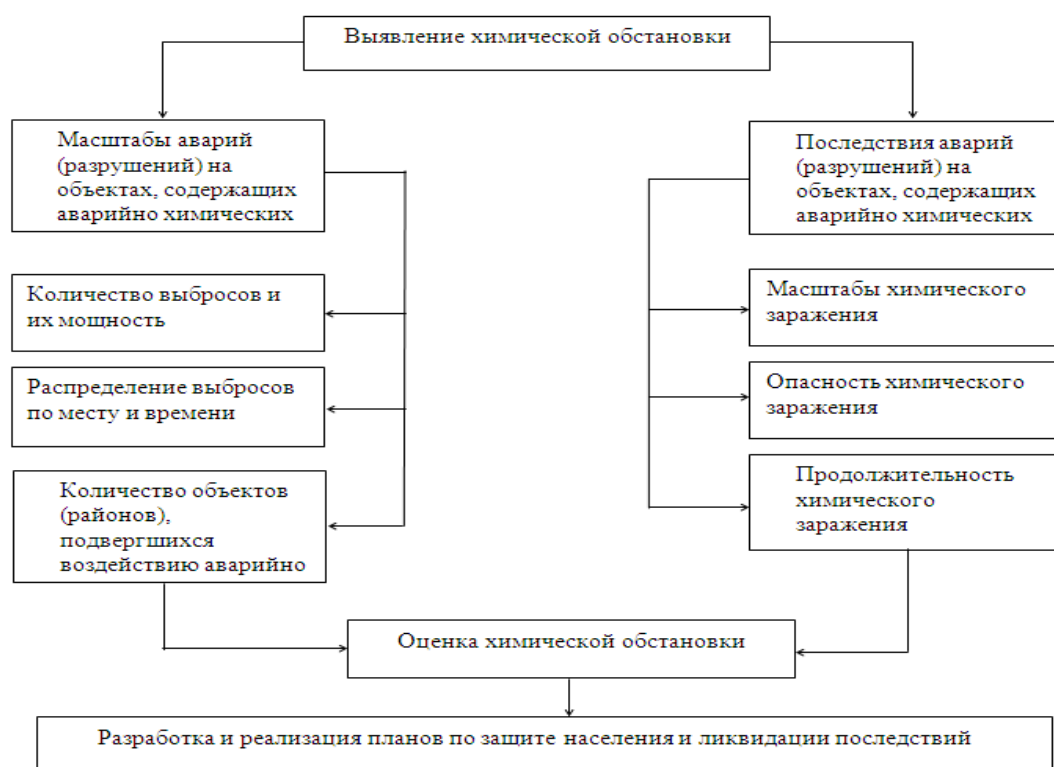 Выявление химической обстановки
Масштабы аварий
(разрушений) на
объектах, содержащих
аварийно химических
Количество выбросов и
их мощность
Распределение выбросов
по месту и времени
Количество объектов
(районов),
подвергшихся
воздействию аварийно
Последствия аварий
(разрушений) на
объектах, содержащих
аварийно химических
Масштабы химического
заражения
Опасность химического
заражения
Продолжительность
химического
заражения
Оценка химической обстановки
Разработка и реализация планов по защите населения и ликвидации последствий